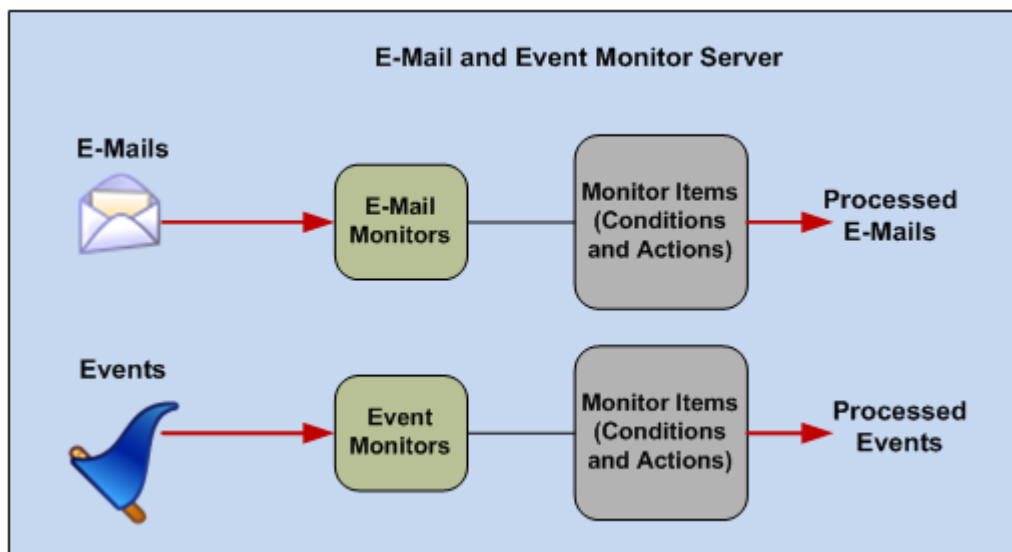 E-Mail and Event Monitor Server
E-Mails
E-Mail
Monitors
Monitor Items
(Conditions
and Actions)
Processed
E-Mails
Events
Event
Monitors
Monitor Items
(Conditions
and Actions)
Processed
Events